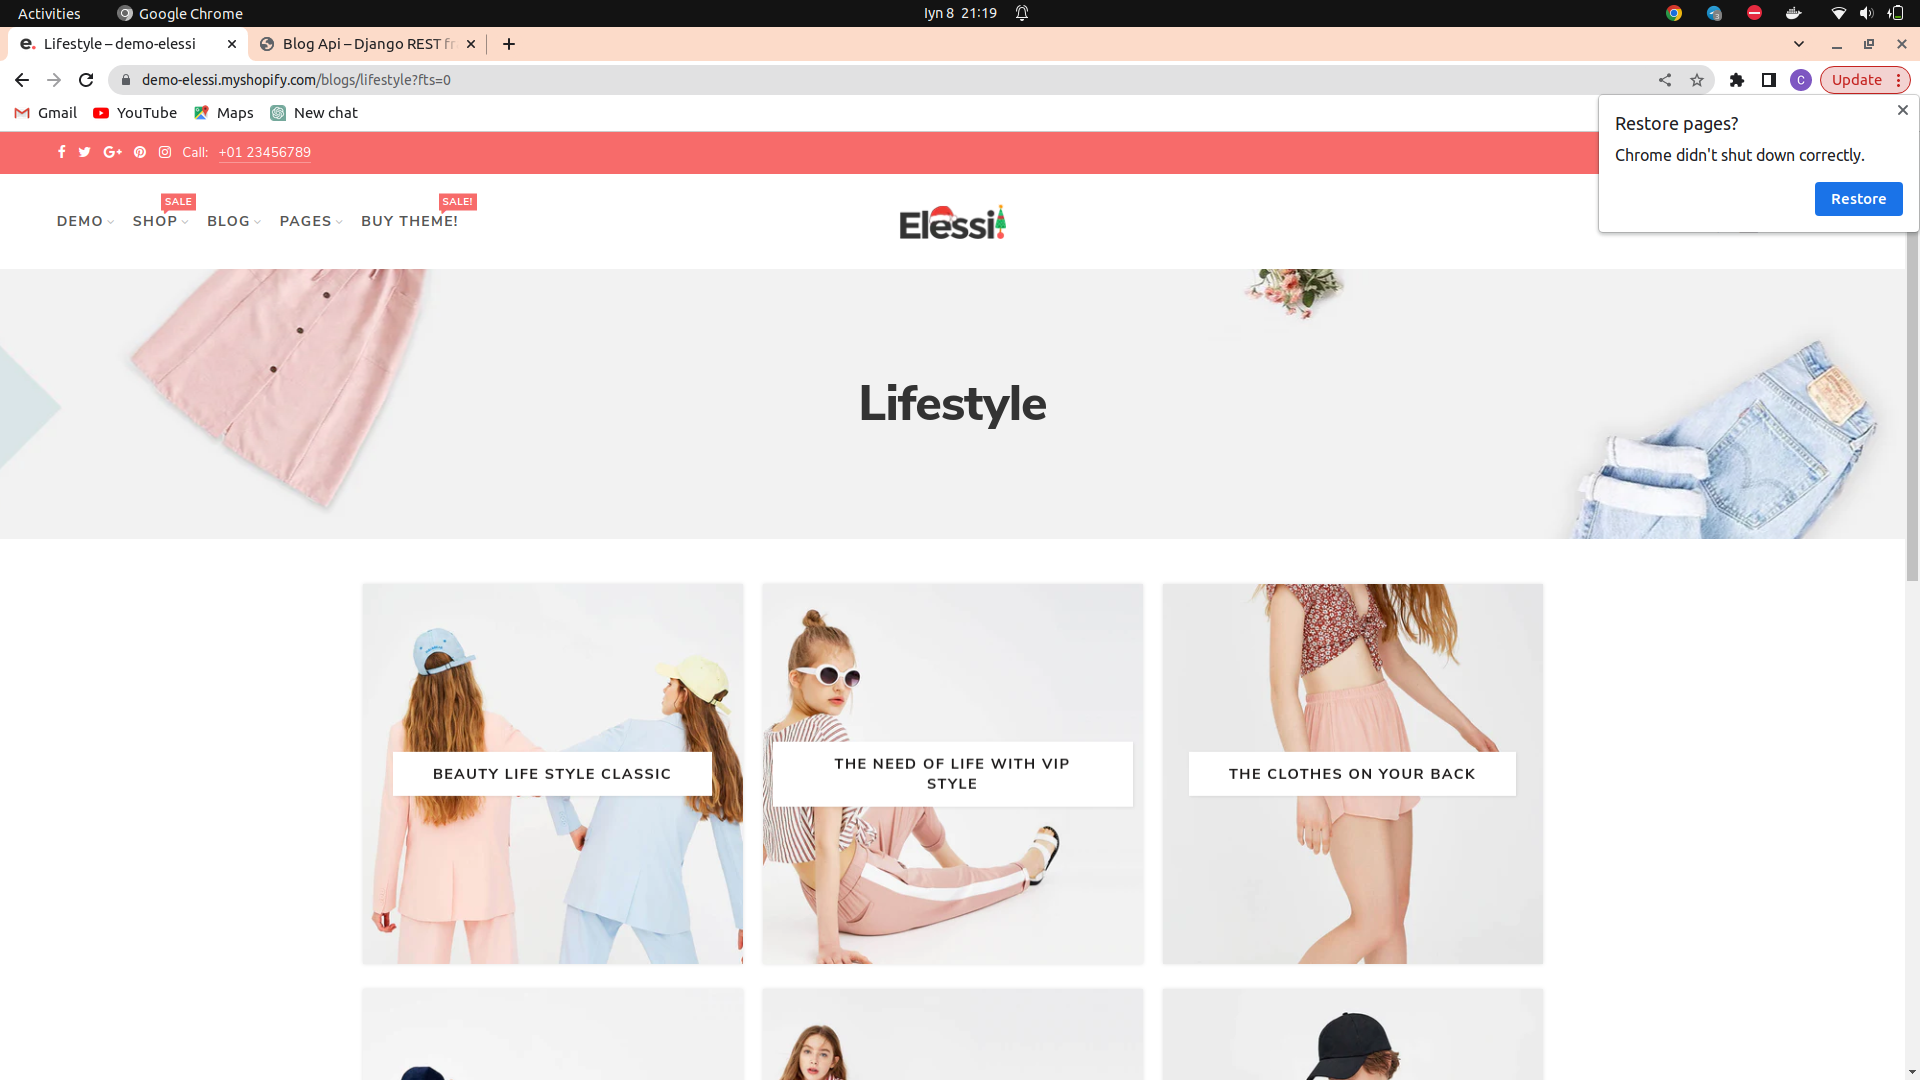 Activities
Google Chrome
Iyn 8 21:19
Lifestyle – demo-elessi
Blog Api – Django REST fr
demo-elessi.myshopify.com/blogs/lifestyle?fts=0
C
Update
Gmail
YouTube
Maps
New chat
Restore pages?
Chrome didn't shut down correctly.
Restore
Call: +01 23456789
SALE
SALE!
DEMO
SHOP
BLOG
PAGES
BUY THEME!
Elessi
Lifestyle
BEAUTY LIFE STYLE CLASSIC
THE NEED OF LIFE WITH VIP
STYLE
THE CLOTHES ON YOUR BACK